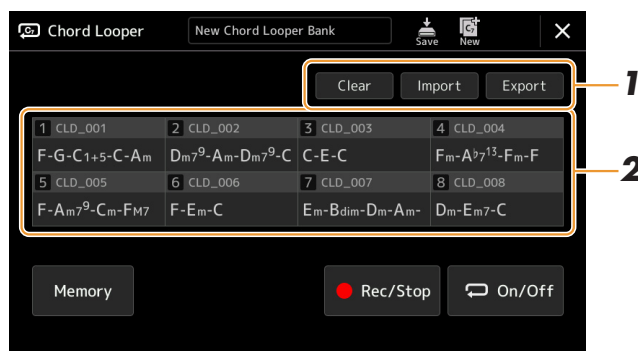 Chord Looper New Chord Looper Bank Save New
Clear Import Export 1
1 CLD_001 2 CLD_002 3 CLD_003 4 CLD_004
F-G-C1+5-C-Am Dm7⁹-Am-Dm7⁹-C C-E-C Fm-A♭7¹³-Fm-F
2
5 CLD_005 6 CLD_006 7 CLD_007 8 CLD_008
F-Am7⁹-Cm-FM7 F-Em-C Em-Bdim-Dm-Am- Dm-Em7-C
Memory Rec/Stop On/Off